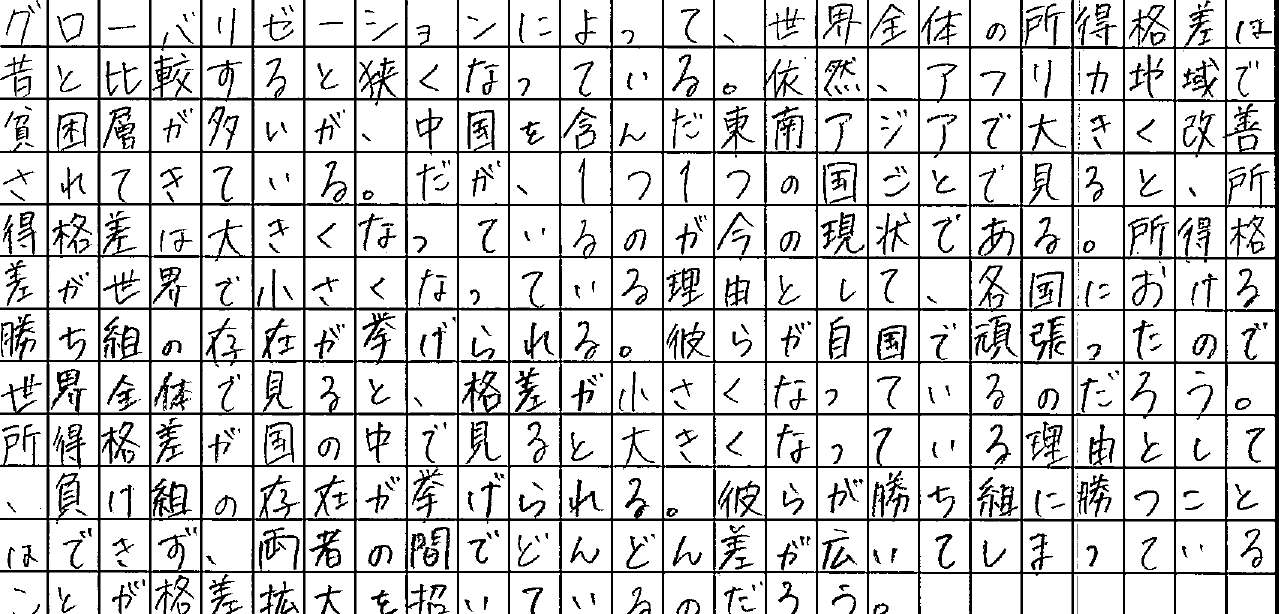 グローバリゼーションによって、世界全体の所得格差は
昔と比較すると狭くなっている。依然、アフリカ地域で
貧困層が多いが、中国を含んだ東南アジアで大きく改善
されてきている。だが、1つ1つの国ごとで見ると、所
得格差は大きくなっているのが今の現状である。所得格
差が世界で小さくなっている理由として、各国における
勝ち組の存在が挙げられる。彼らが自国で頑張ったので
世界全体で見ると、格差が小さくなっているのだろう。
所得格差が国の中で見ると大きくなっている理由として
、負け組の存在が挙げられる。彼らが勝ち組に勝つこと
はできず、両者の間でどんどん差が広いてしまっている
ことが格差拡大を招いているのだろう。